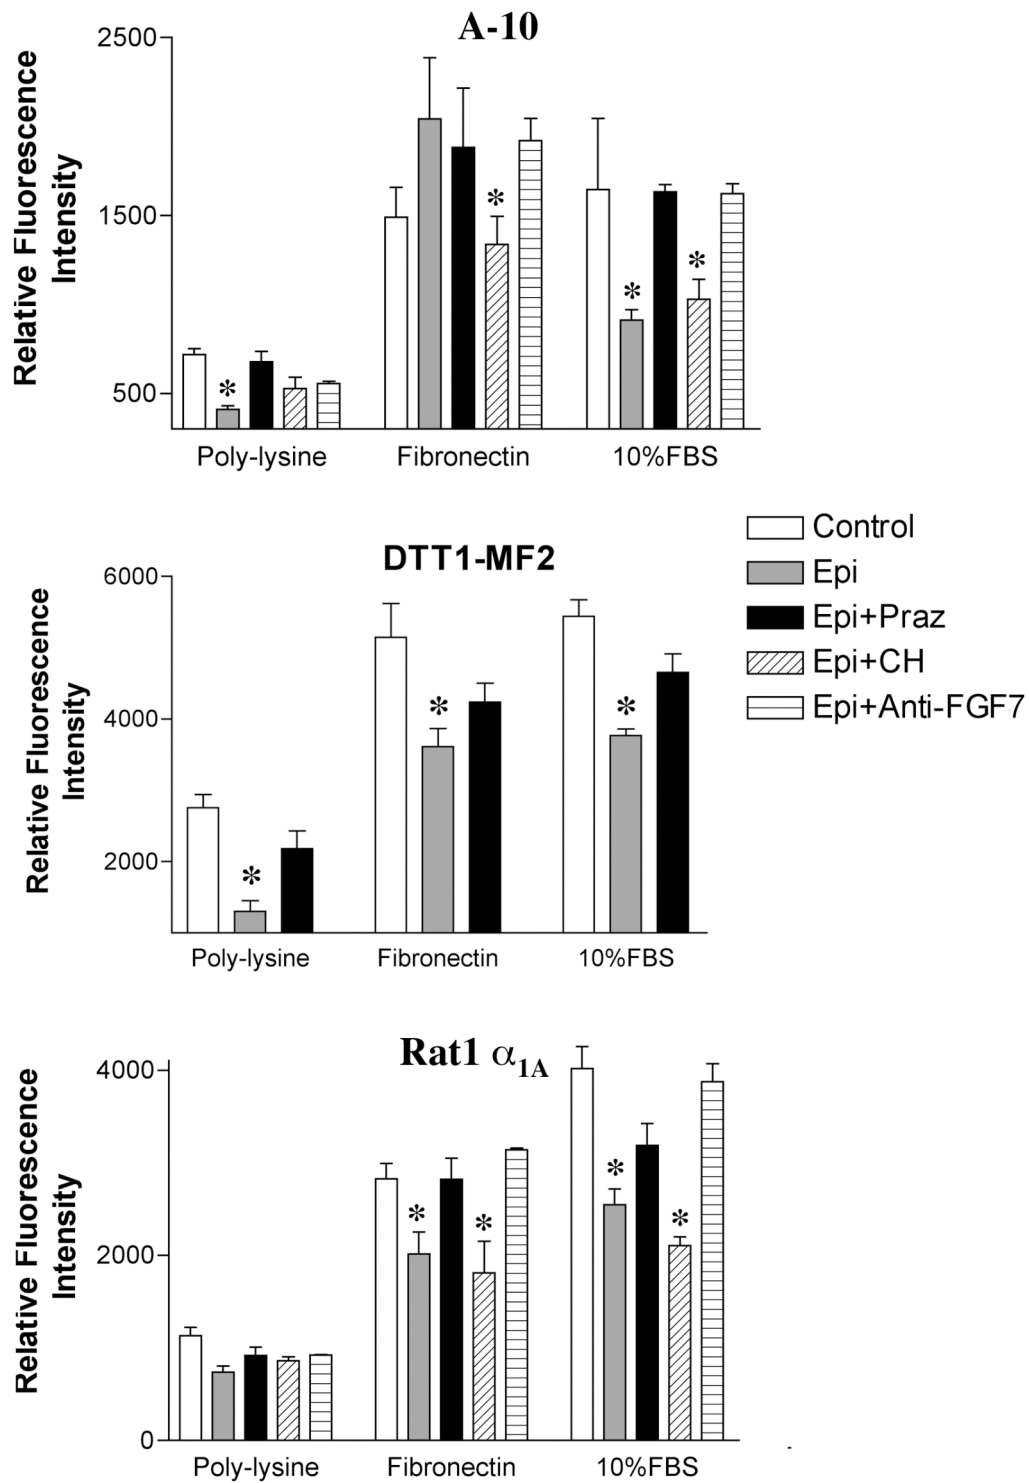 A-10
Relative Fluorescence
Intensity
2500
1500
500
*
*
*
*
Poly-lysine
Fibronectin
10%FBS
Control
Epi
Epi+Praz
Epi+CH
Epi+Anti-FGF7
DTT1-MF2
Relative Fluorescence
Intensity
6000
4000
2000
*
*
*
Poly-lysine
Fibronectin
10%FBS
Rat1 α1A
Relative Fluorescence
Intensity
4000
2000
0
*
*
*
*
Poly-lysine
Fibronectin
10%FBS